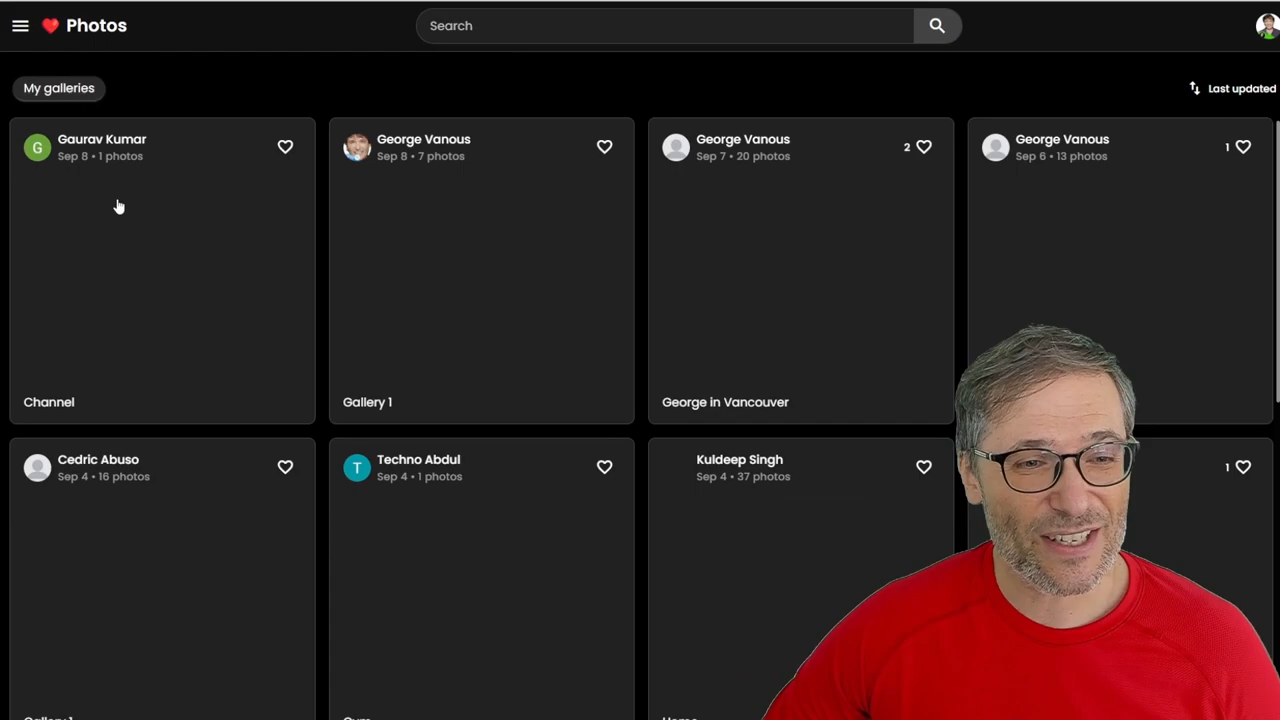 Photos
Search
My galleries
Last updated
G
Gaurav Kumar
Sep 8 • 1 photos
George Vanous
Sep 8 • 7 photos
George Vanous
Sep 7 • 20 photos
2
George Vanous
Sep 6 • 13 photos
1
Channel
Gallery 1
George in Vancouver
Cedric Abuso
Sep 4 • 16 photos
T
Techno Abdul
Sep 4 • 1 photos
Kuldeep Singh
Sep 4 • 37 photos
1